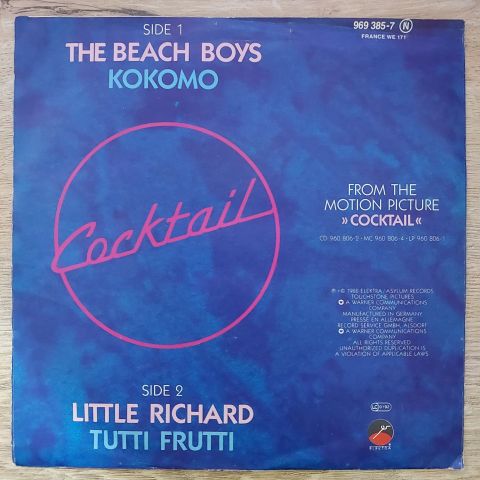 SIDE 1
THE BEACH BOYS
KOKOMO
969 385-7 N
FRANCE WE 171
Cocktail
FROM THE
MOTION PICTURE
»COCKTAIL«
CD 960 806-2 • MC 960 806-4 • LP 960 806-1
℗ • © 1988 ELEKTRA/ASYLUM RECORDS
TOUCHSTONE PICTURES
A WARNER COMMUNICATIONS
COMPANY
MANUFACTURED IN GERMANY
PRESSÉ EN ALLEMAGNE
RECORD SERVICE GMBH, ALSDORF
A WARNER COMMUNICATIONS
COMPANY
ALL RIGHTS RESERVED
UNAUTHORIZED DUPLICATION IS
A VIOLATION OF APPLICABLE LAWS
SIDE 2
LITTLE RICHARD
TUTTI FRUTTI
ELEKTRA